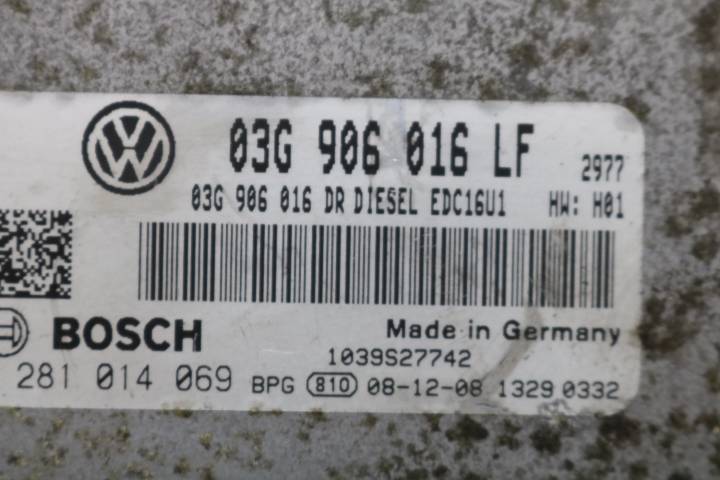 03G 906 016 LF 2977
03G 906 016 DR DIESEL EDC16U1 HW: H01
BOSCH Made in Germany
1039S27742
281 014 069 BPG 810 08-12-08 1329 0332